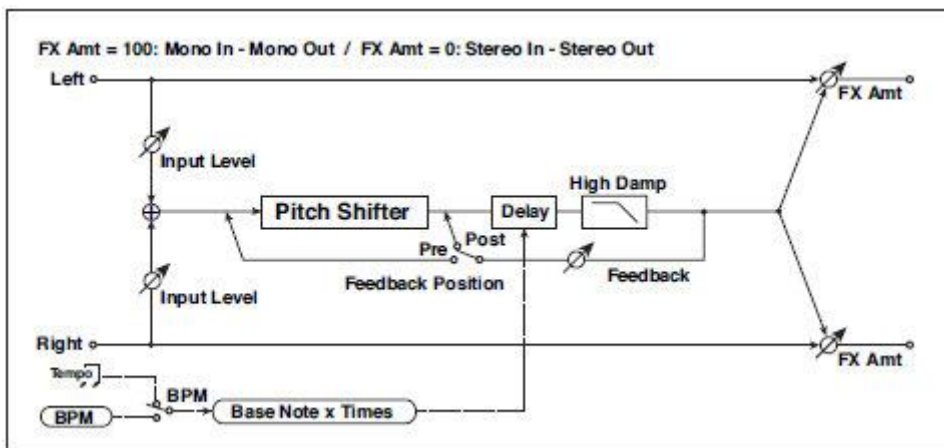 FX Amt = 100: Mono In - Mono Out / FX Amt = 0: Stereo In - Stereo Out
Left
FX Amt
Input Level
High Damp
Pitch Shifter
Delay
Post
Pre
Feedback Position
Feedback
Input Level
Right
FX Amt
Tempo
BPM
BPM
Base Note x Times